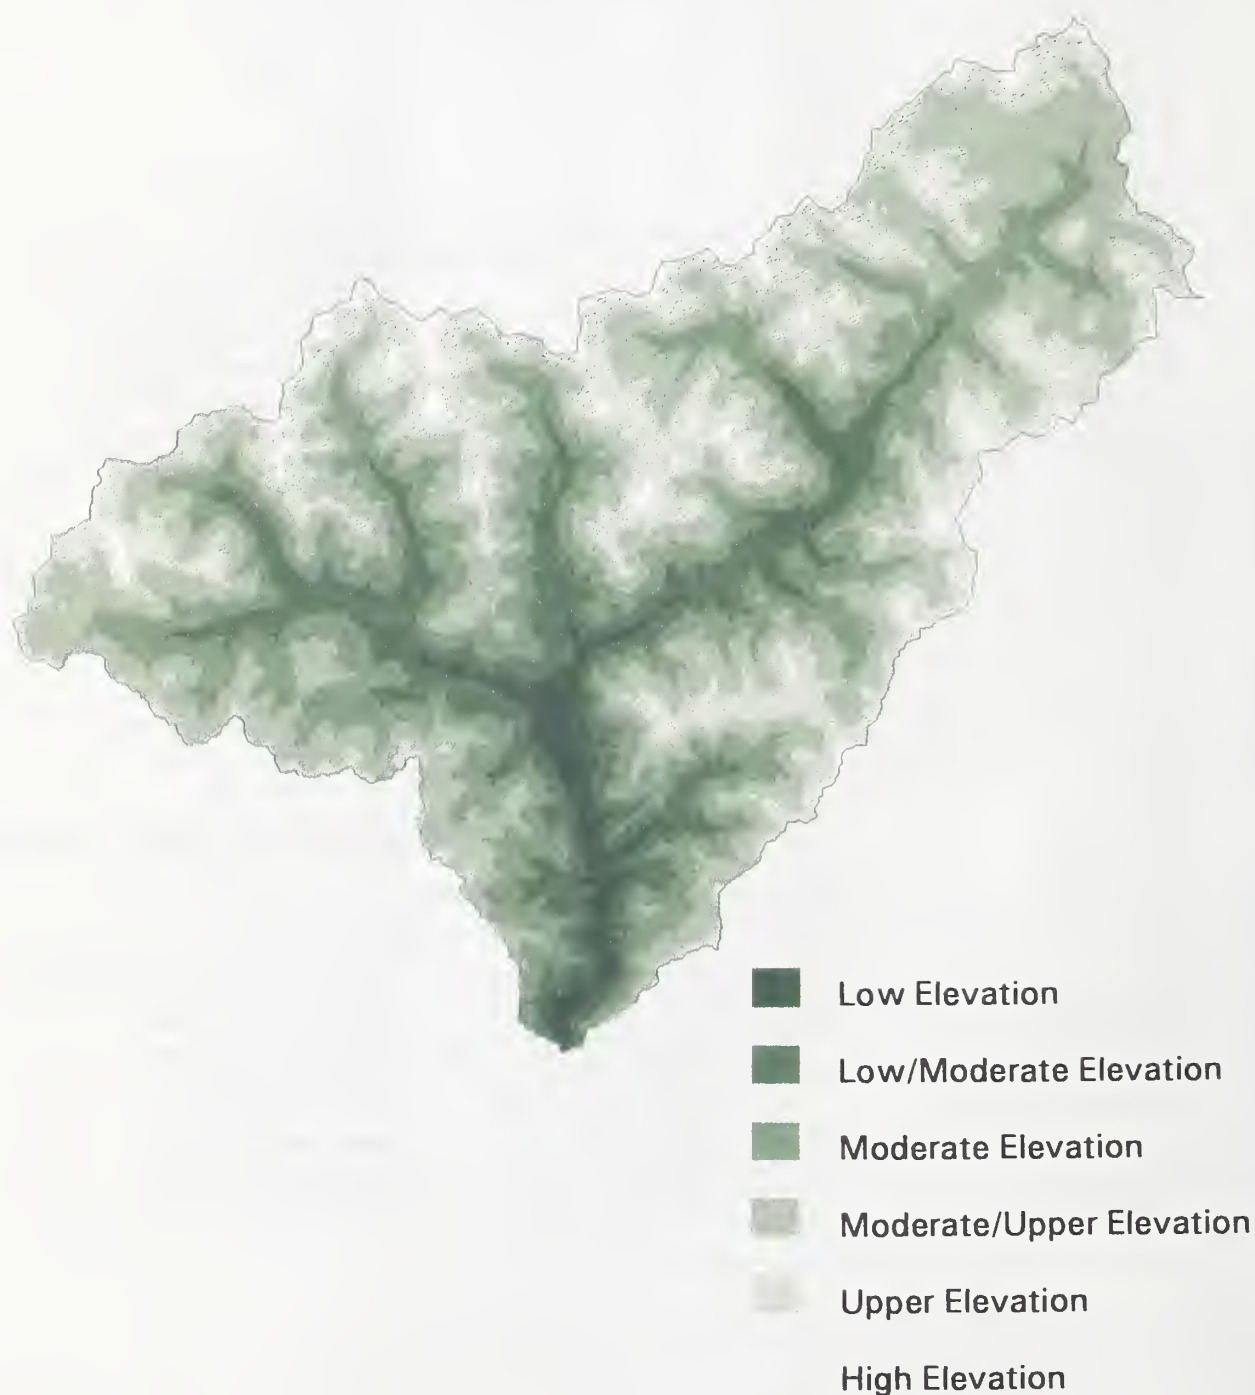 Low Elevation
Low/Moderate Elevation
Moderate Elevation
Moderate/Upper Elevation
Upper Elevation
High Elevation